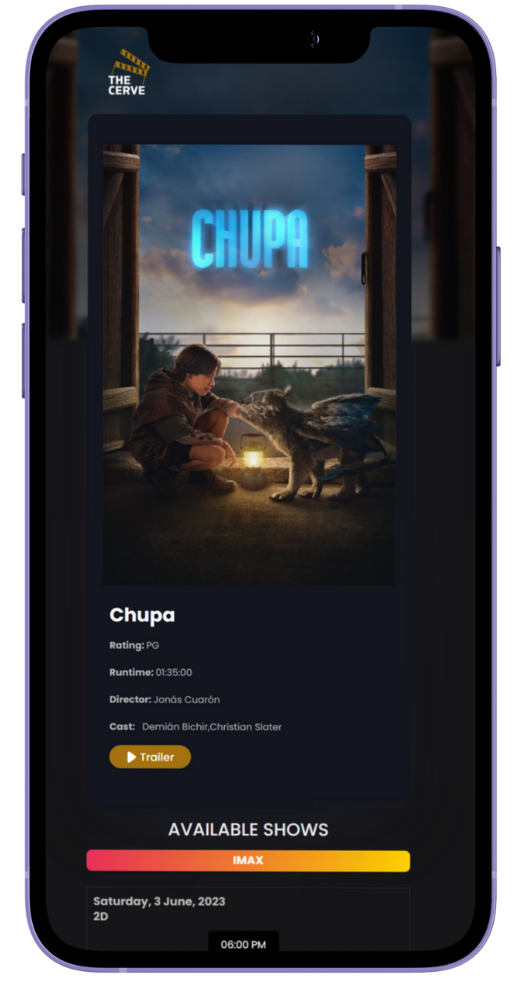 THE
CERVE
CHUPA
Chupa
Rating: PG
Runtime: 01:35:00
Director: Jonás Cuarón
Cast: Demián Bichir,Christian Slater
Trailer
AVAILABLE SHOWS
IMAX
Saturday, 3 June, 2023
2D
06:00 PM